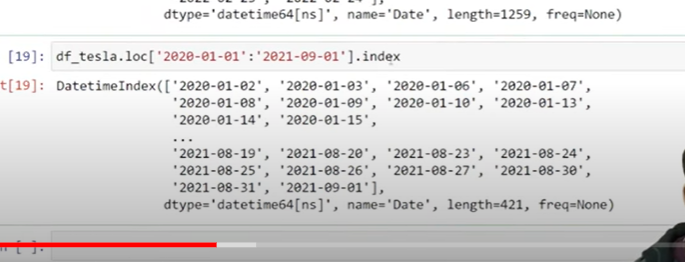 dtype='datetime64[ns]', name='Date', length=1259, freq=None)
[19]: df_tesla.loc['2020-01-01':'2021-09-01'].index
t[19]: DatetimeIndex(['2020-01-02', '2020-01-03', '2020-01-06', '2020-01-07',
'2020-01-08', '2020-01-09', '2020-01-10', '2020-01-13',
'2020-01-14', '2020-01-15',
...
'2021-08-19', '2021-08-20', '2021-08-23', '2021-08-24',
'2021-08-25', '2021-08-26', '2021-08-27', '2021-08-30',
'2021-08-31', '2021-09-01'],
dtype='datetime64[ns]', name='Date', length=421, freq=None)
[ ]: